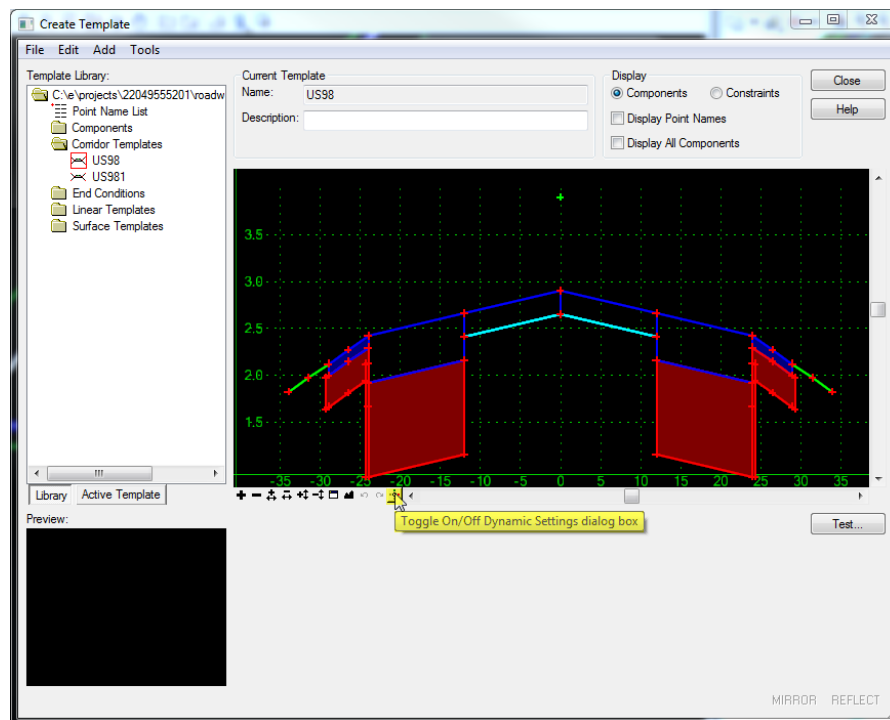 Create Template
File Edit Add Tools
Template Library:
C:\e\projects\22049555201\roadw
Point Name List
Components
Corridor Templates
US98
US981
End Conditions
Linear Templates
Surface Templates
Library Active Template
Preview:
Current Template
Name: US98
Description:
Display
Components Constraints
Display Point Names
Display All Components
Close
Help
3.5
3.0
2.5
2.0
1.5
-35 -30 -25 -20 -15 -10 -5 0 5 10 15 20 25 30 35
Toggle On/Off Dynamic Settings dialog box
Test...
MIRROR REFLECT